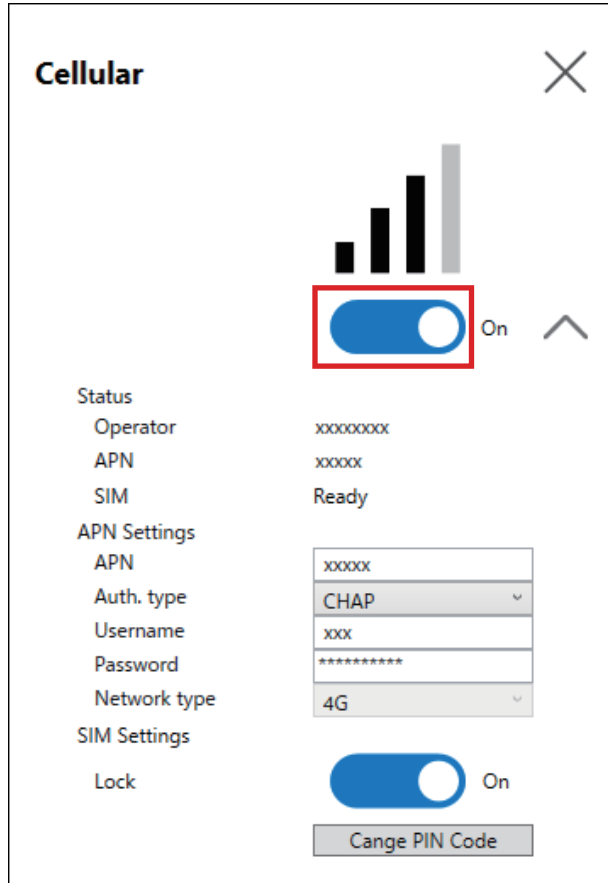 Cellular
On
Status
Operator xxxxxxxx
APN xxxxx
SIM Ready
APN Settings
APN xxxxx
Auth. type CHAP
Username xxx
Password **********
Network type 4G
SIM Settings
Lock On
Cange PIN Code